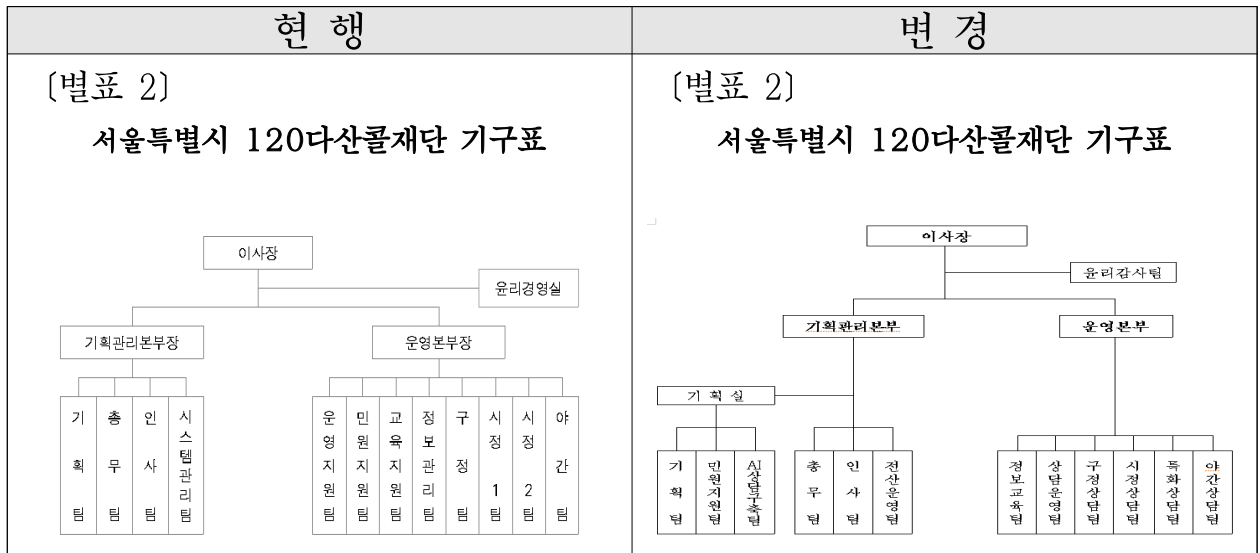 현 행
변 경
〔별표 2〕
서울특별시 120다산콜재단 기구표
이사장
윤리경영실
기획관리본부장
운영본부장
기획팀
총무팀
인사팀
시스템관리팀
운영지원팀
민원지원팀
교육지원팀
정보관리팀
구정팀
시정1팀
시정2팀
야간팀
〔별표 2〕
서울특별시 120다산콜재단 기구표
이사장
윤리감사팀
기획관리본부
운영본부
기 획 실
기획팀
민원지원팀
AI상담구축팀
총무팀
인사팀
전산운영팀
정보교육팀
상담운영팀
구정상담팀
시정상담팀
특화상담팀
야간상담팀